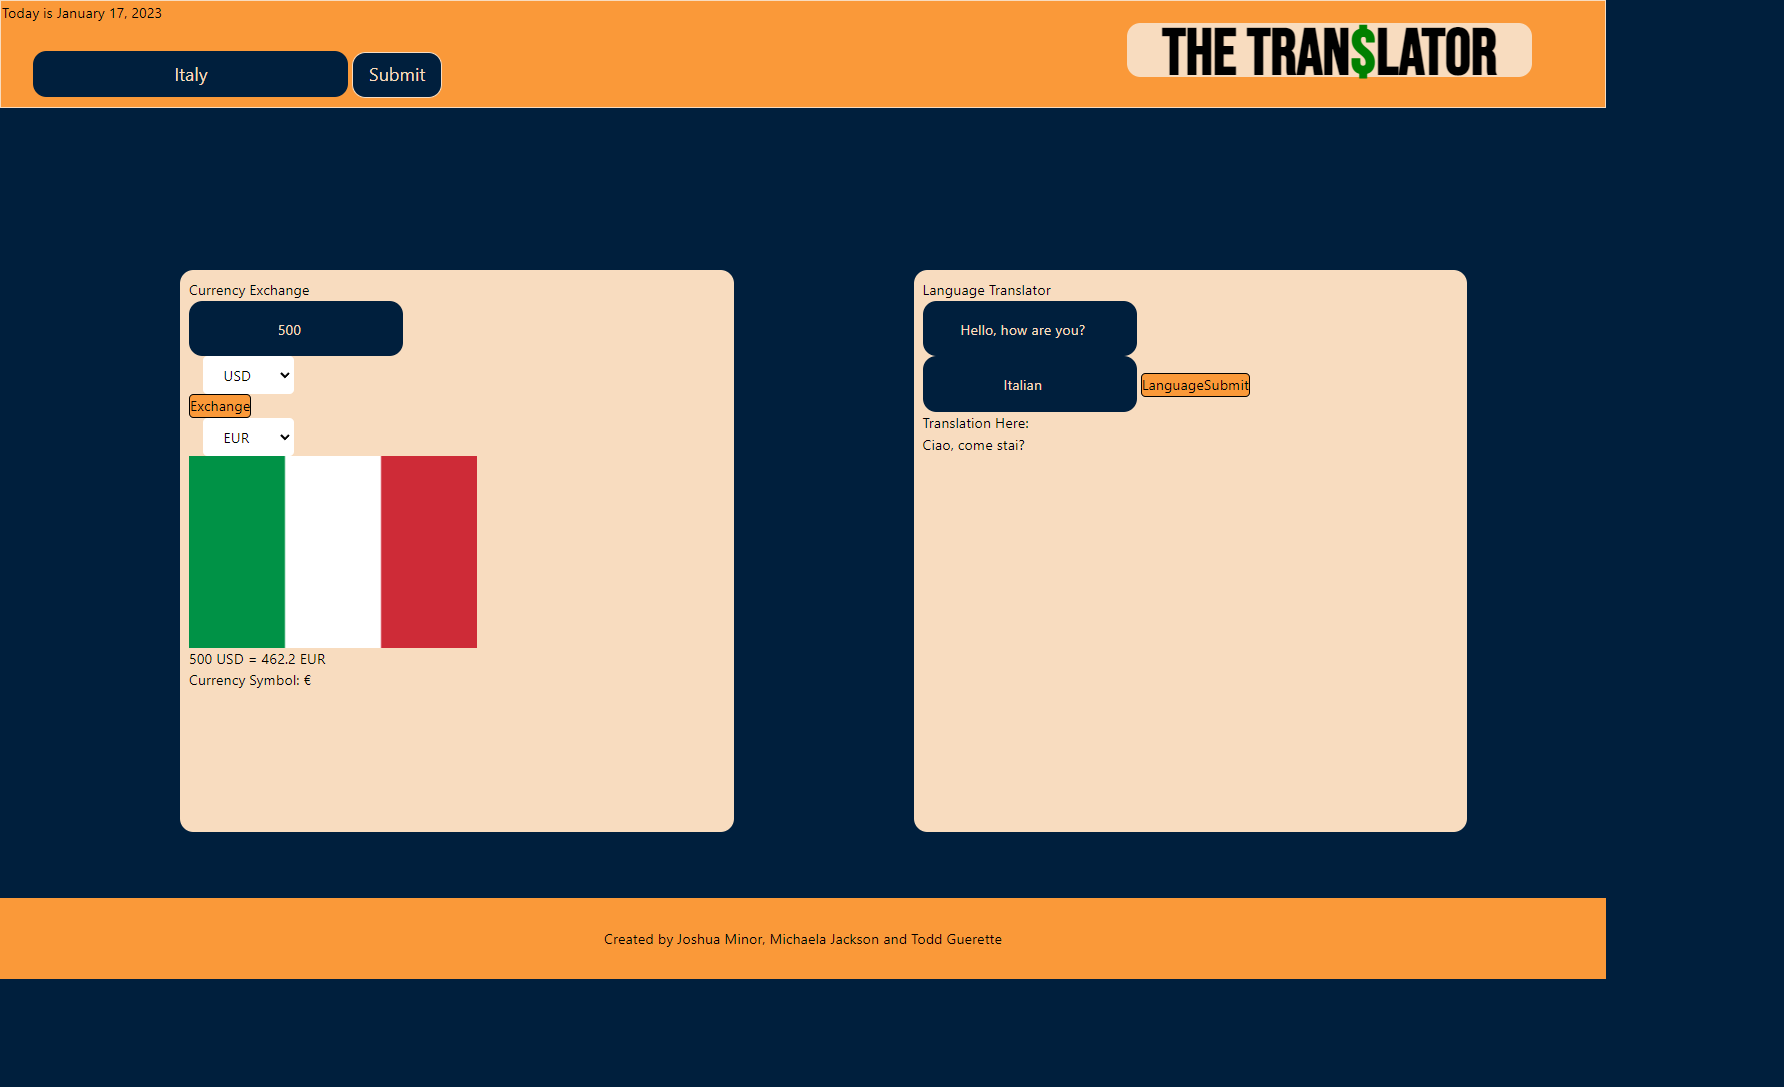 Today is January 17, 2023
Italy
Submit
THE TRAN$LATOR
Currency Exchange
500
USD
Exchange
EUR
500 USD = 462.2 EUR
Currency Symbol: €
Language Translator
Hello, how are you?
Italian
LanguageSubmit
Translation Here:
Ciao, come stai?
Created by Joshua Minor, Michaela Jackson and Todd Guerette